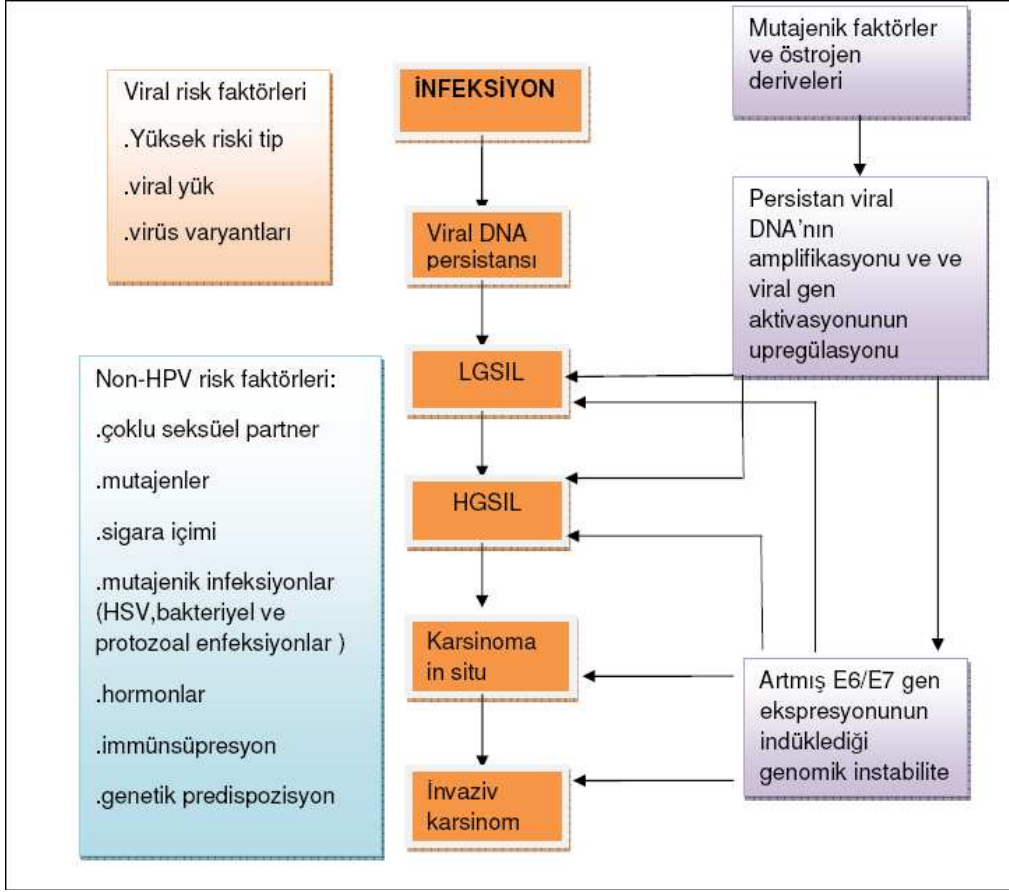 Viral risk faktörleri
.Yüksek riski tip
.viral yük
.virüs varyantları
Non-HPV risk faktörleri:
.çoklu seksüel partner
.mutajenler
.sigara içimi
.mutajenik infeksiyonlar
(HSV,bakteriyel ve
protozoal enfeksiyonlar )
.hormonlar
.immünsüpresyon
.genetik predispozisyon
İNFEKSİYON
Viral DNA
persistansı
LGSIL
HGSIL
Karsinoma
in situ
İnvaziv
karsinom
Mutajenik faktörler
ve östrojen
deriveleri
Persistan viral
DNA’nın
amplifikasyonu ve ve
viral gen
aktivasyonunun
upregülasyonu
Artmış E6/E7 gen
ekspresyonunun
indüklediği
genomik instabilite